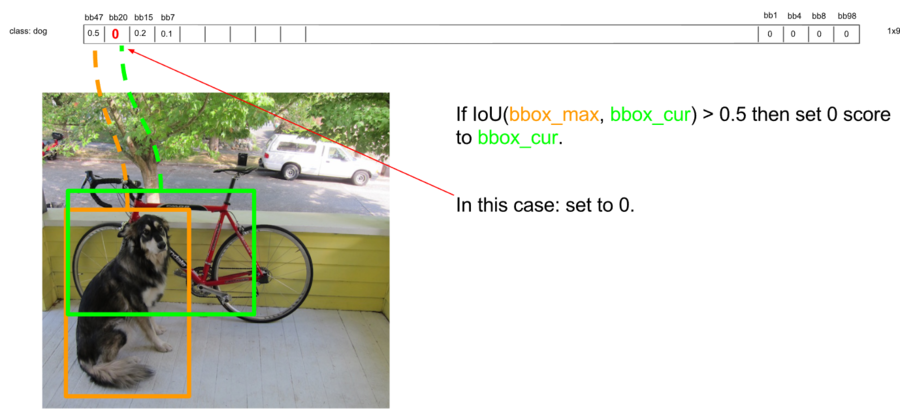 bb47 bb20 bb15 bb7 bb1 bb4 bb8 bb98
class: dog 0.5 0 0.2 0.1 0 0 0 0 1x9
If IoU(bbox_max, bbox_cur) > 0.5 then set 0 score
to bbox_cur.
In this case: set to 0.